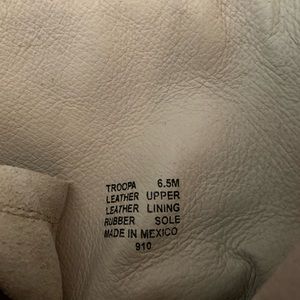 TROOPA 6.5M
LEATHER UPPER
LEATHER LINING
RUBBER SOLE
MADE IN MEXICO
910